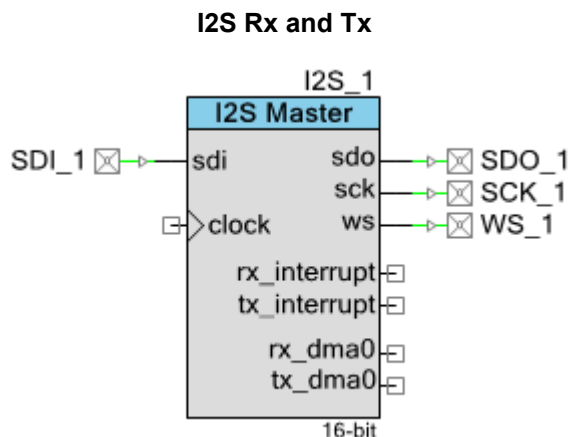 I2S Rx and Tx
I2S_1
I2S Master
SDI_1 sdi sdo SDO_1
sck SCK_1
clock ws WS_1
rx_interrupt
tx_interrupt
rx_dma0
tx_dma0
16-bit